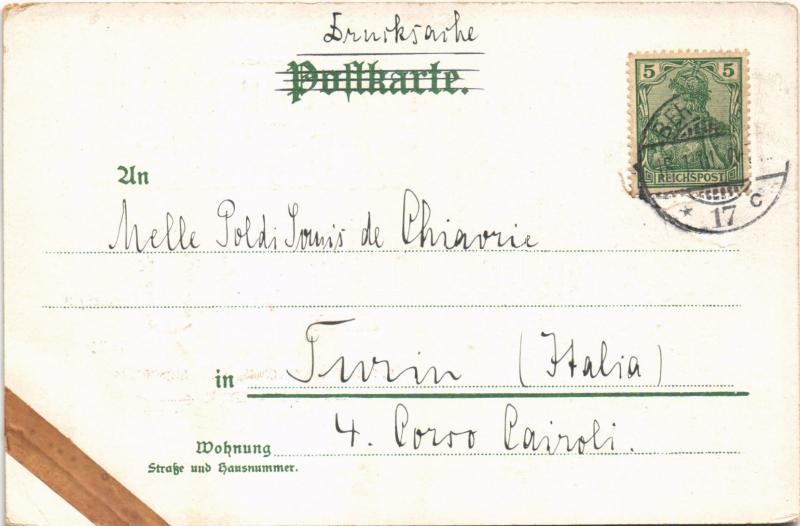 Drucksache
Postkarte.
5 5
REICHSPOST
* 17 c
An
Melle Poldi Louis de Chiavrie
in Turin (Italia)
4. Corso Cairoli.
Wohnung
Straße und Hausnummer.